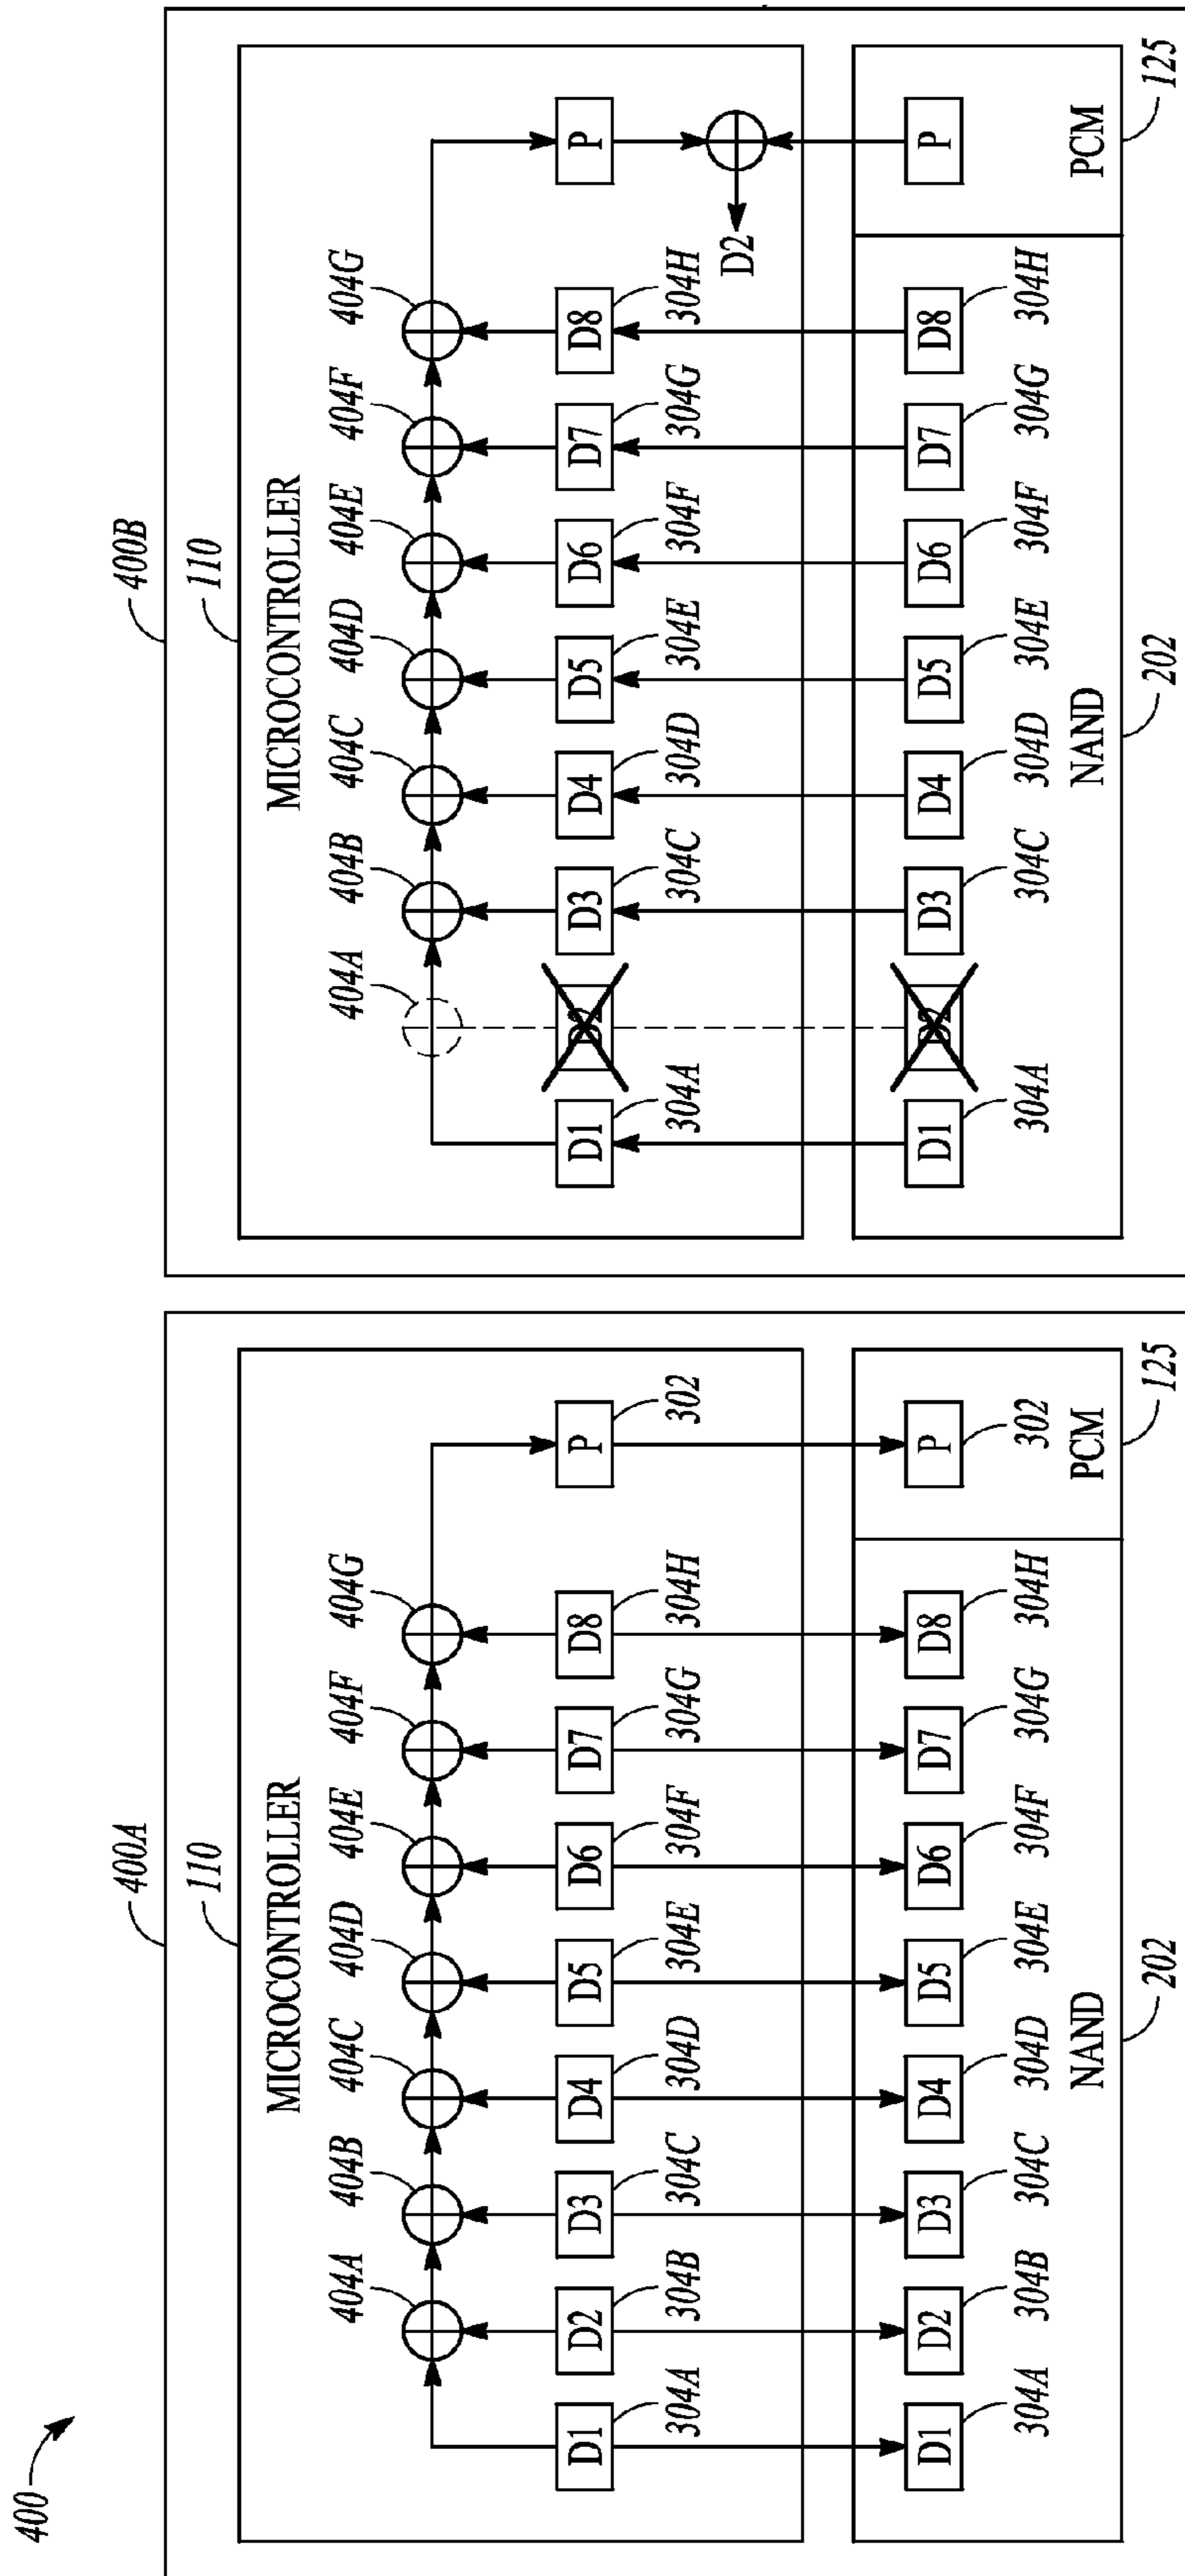 400
400A
110
MICROCONTROLLER
404A 404B 404C 404D 404E 404F 404G
D1 D2 D3 D4 D5 D6 D7 D8 P
304A 304B 304C 304D 304E 304F 304G 304H 302
D1 D2 D3 D4 D5 D6 D7 D8 P
304A 304B 304C 304D 304E 304F 304G 304H 302
NAND PCM
202 125
400B
110
MICROCONTROLLER
404A 404B 404C 404D 404E 404F 404G
D1 D3 D4 D5 D6 D7 D8 P
304A 304C 304D 304E 304F 304G 304H
D2
D1 D3 D4 D5 D6 D7 D8 P
304A 304C 304D 304E 304F 304G 304H
NAND PCM
202 125